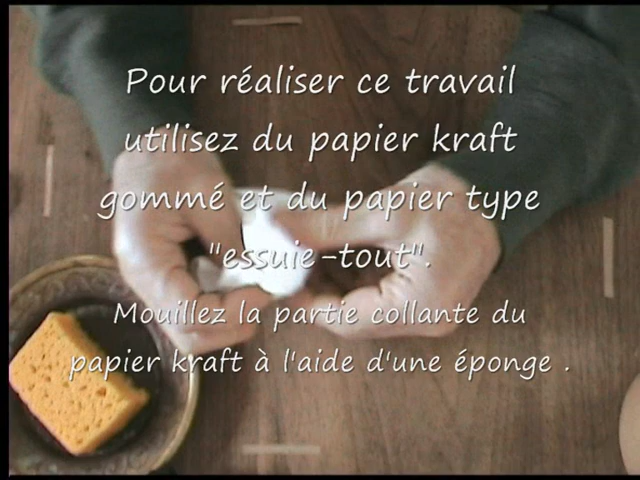 Pour réaliser ce travail
utilisez du papier kraft
gommé et du papier type
"essuie-tout".
Mouillez la partie collante du
papier kraft à l'aide d'une éponge .